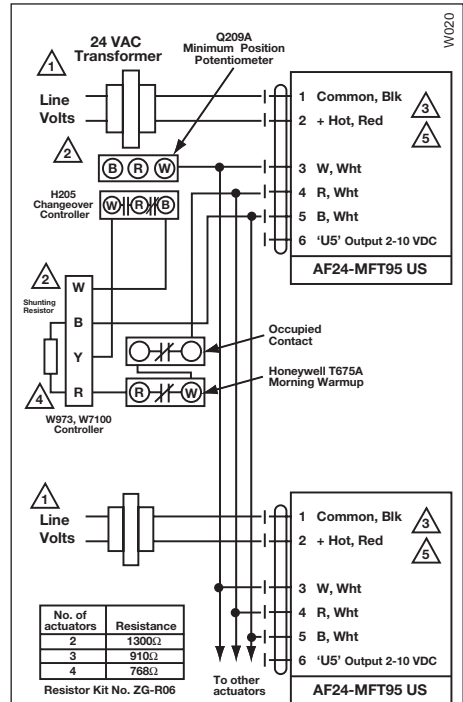 W020
24 VAC
Transformer
Q209A
Minimum Position
Potentiometer
1
Line
Volts
1 Common, Blk
3
2 + Hot, Red
5
2
B R W
3 W, Wht
4 R, Wht
H205
Changeover
Controller
W R B
5 B, Wht
6 'U5' Output 2-10 VDC
AF24-MFT95 US
2
Shunting
Resistor
W
B
Y
R
4
W973, W7100
Controller
Occupied
Contact
R W
Honeywell T675A
Morning Warmup
1
Line
Volts
1 Common, Blk
3
2 + Hot, Red
5
3 W, Wht
4 R, Wht
5 B, Wht
6 'U5' Output 2-10 VDC
AF24-MFT95 US
No. of
actuators Resistance
2 1300Ω
3 910Ω
4 768Ω
Resistor Kit No. ZG-R06
To other
actuators